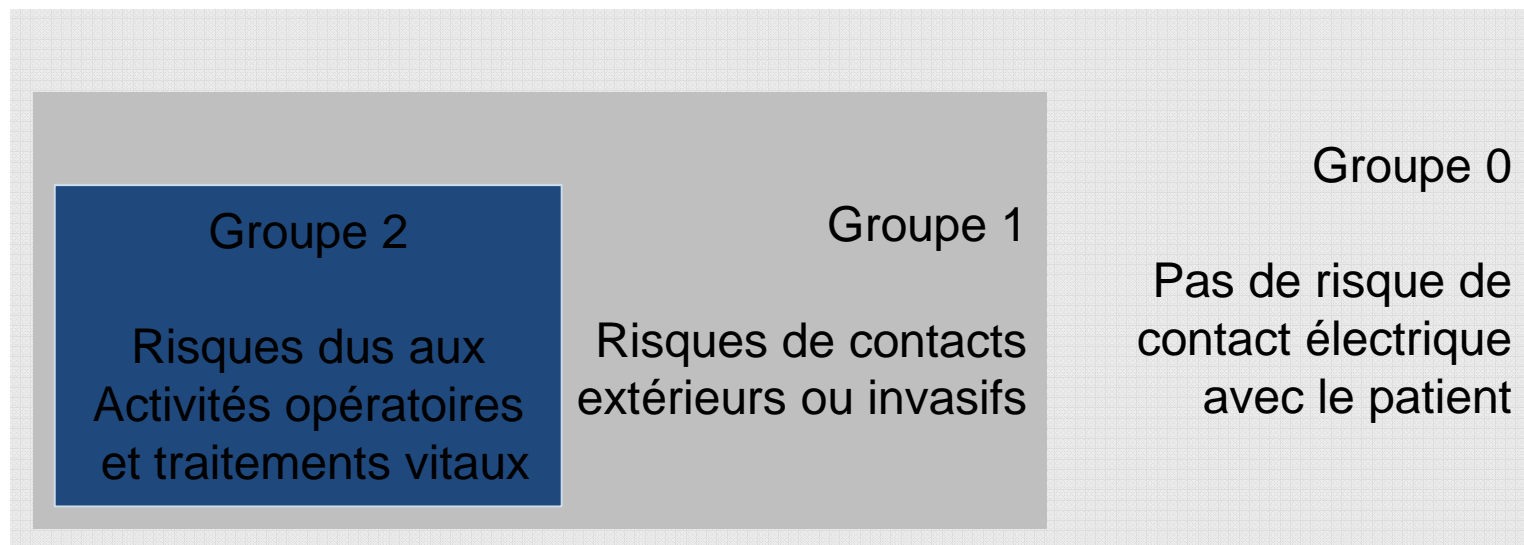 Groupe 2
Risques dus aux
Activités opératoires
et traitements vitaux
Groupe 1
Risques de contacts
extérieurs ou invasifs
Groupe 0
Pas de risque de
contact électrique
avec le patient